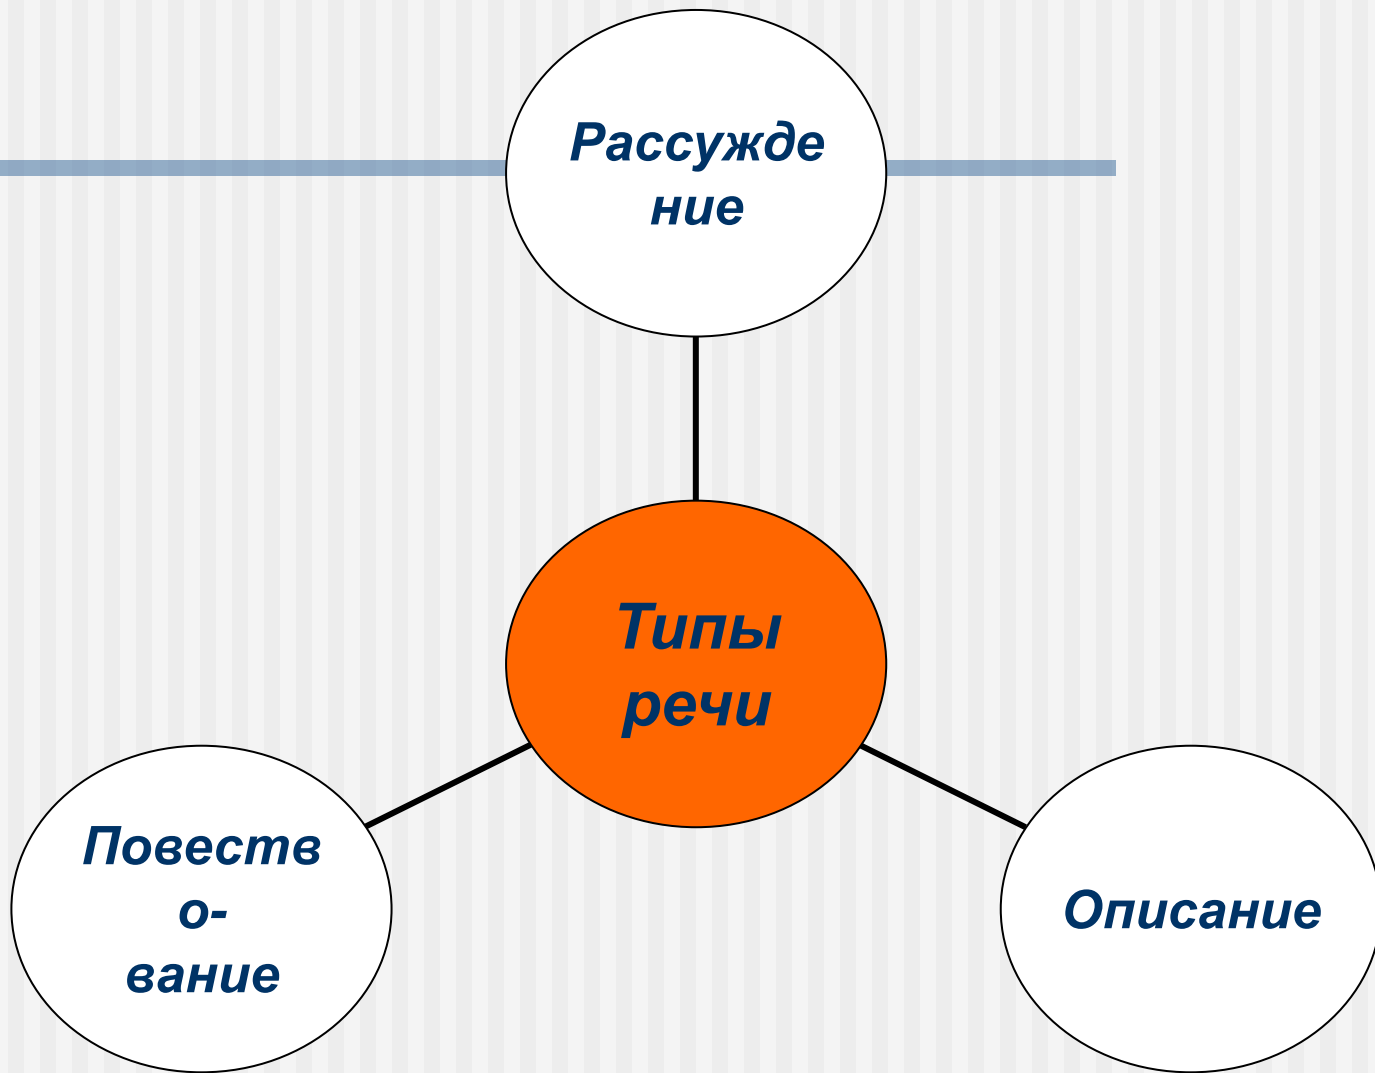 Рассужде
ние
Типы
речи
Повеств
о-
вание
Описание